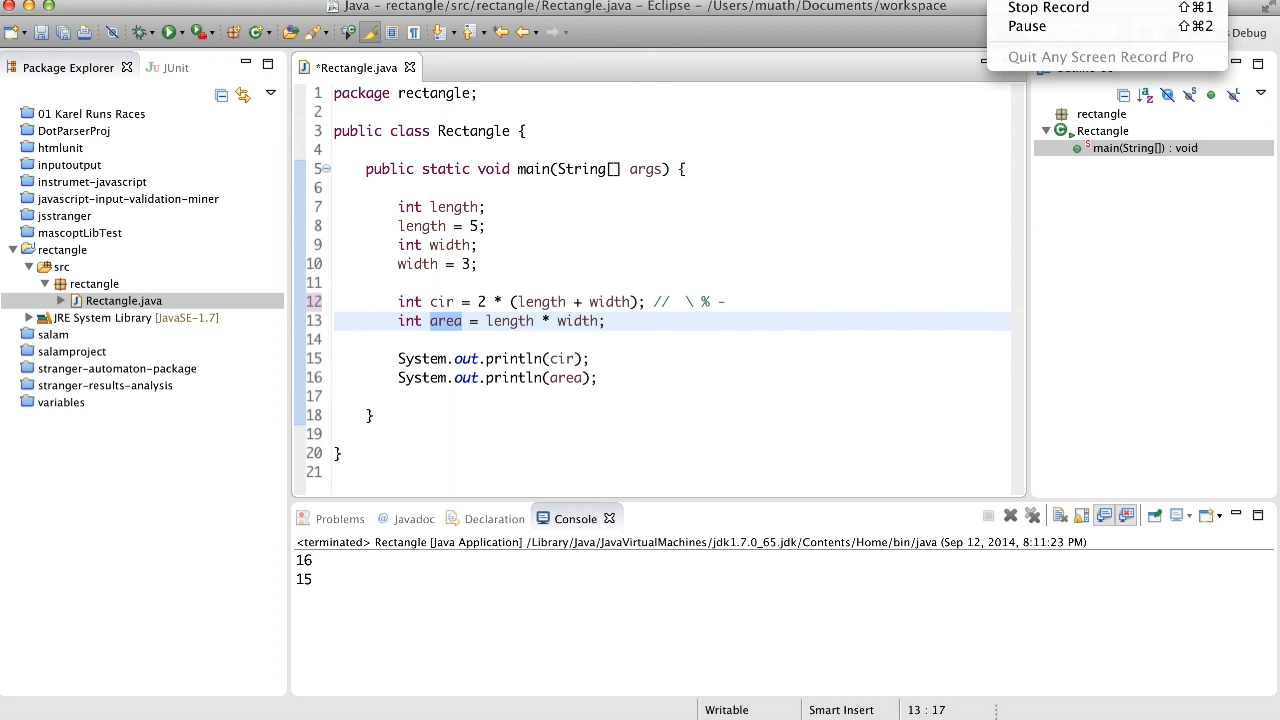 Java - rectangle/src/rectangle/Rectangle.java - Eclipse - /Users/muath/Documents/workspace
Stop Record ⇧⌘1
Pause ⇧⌘2
Quit Any Screen Record Pro
Debug
Package Explorer
JUnit
01 Karel Runs Races
DotParserProj
htmlunit
inputoutput
instrumet-javascript
javascript-input-validation-miner
jsstranger
mascoptLibTest
rectangle
src
rectangle
Rectangle.java
JRE System Library [JavaSE-1.7]
salam
salamproject
stranger-automaton-package
stranger-results-analysis
variables
*Rectangle.java
1 package rectangle;
2
3 public class Rectangle {
4
5 public static void main(String[] args) {
6
7 int length;
8 length = 5;
9 int width;
10 width = 3;
11
12 int cir = 2 * (length + width); // \ % -
13 int area = length * width;
14
15 System.out.println(cir);
16 System.out.println(area);
17
18 }
19
20 }
21
rectangle
Rectangle
main(String[]) : void
Problems
@ Javadoc
Declaration
Console
<terminated> Rectangle [Java Application] /Library/Java/JavaVirtualMachines/jdk1.7.0_65.jdk/Contents/Home/bin/java (Sep 12, 2014, 8:11:23 PM)
16
15
Writable
Smart Insert
13 : 17